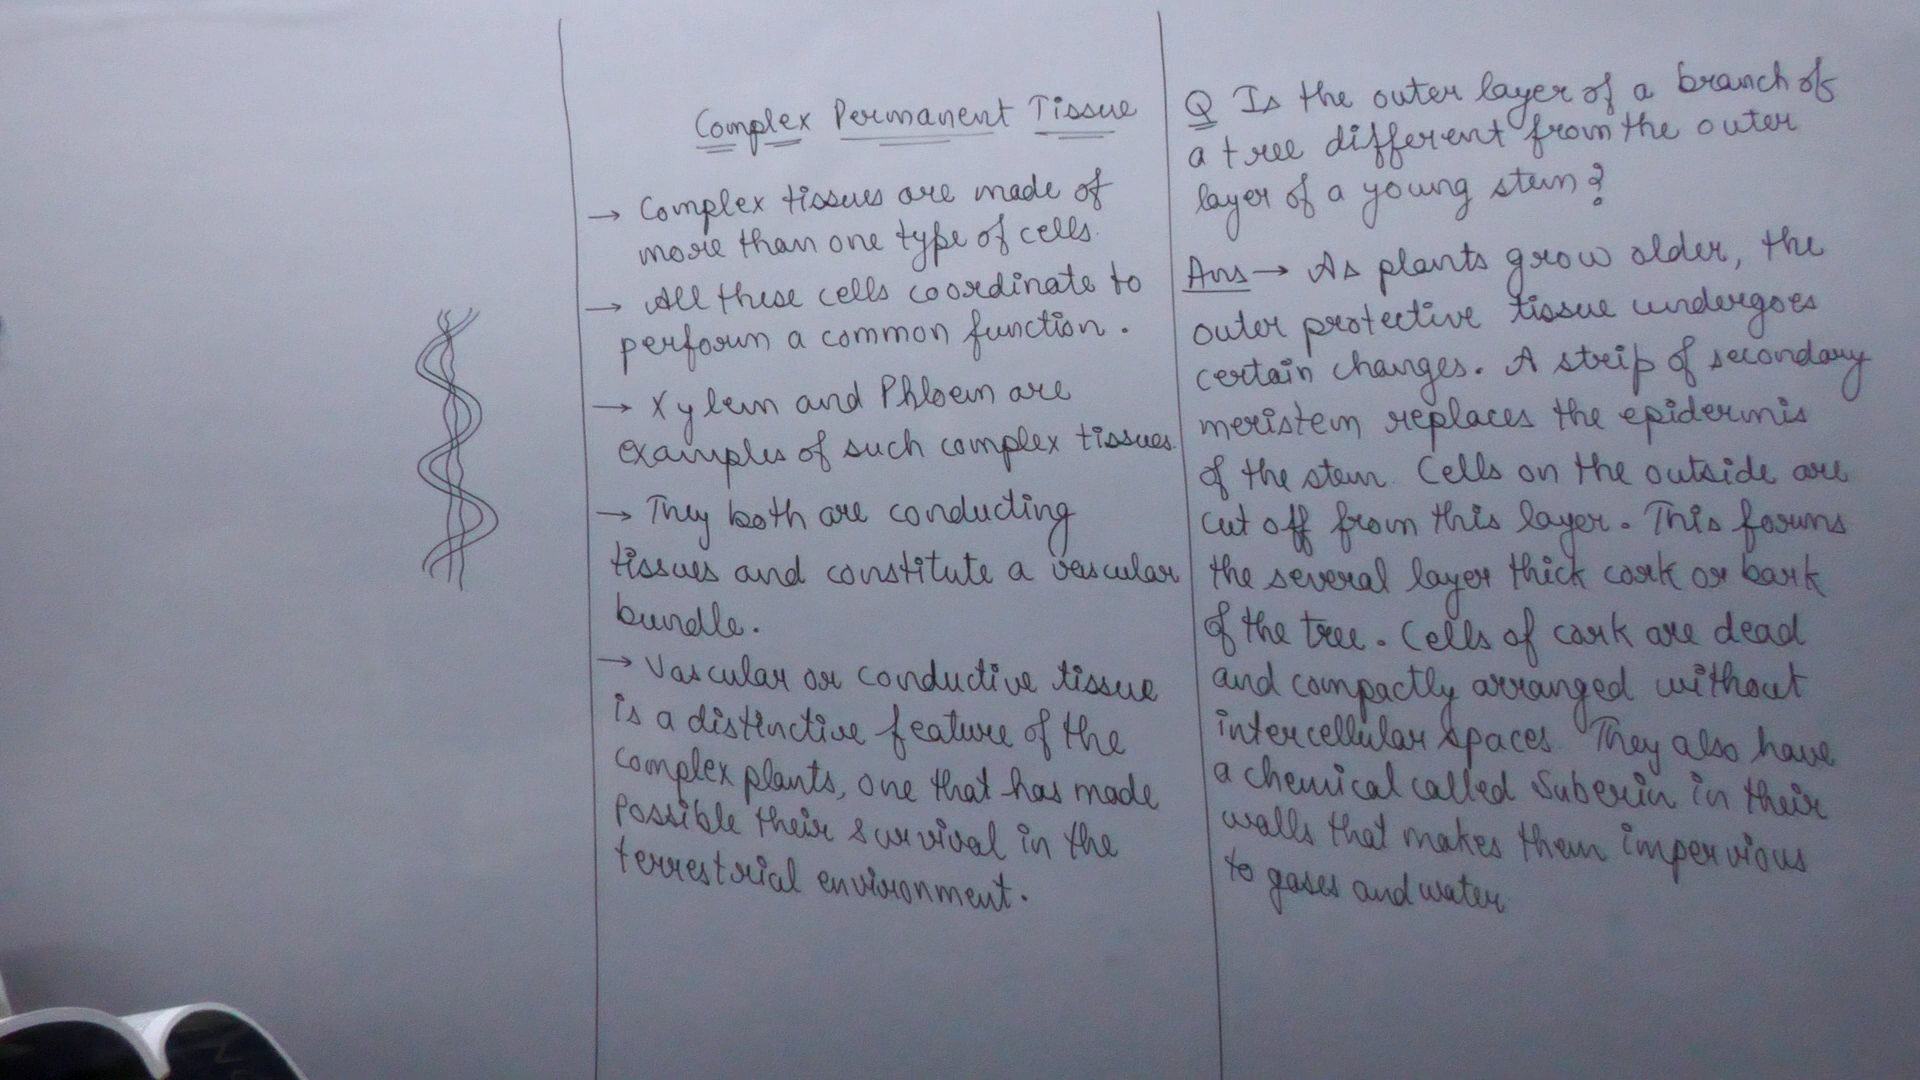 Complex Permanent Tissue
→ Complex tissues are made of
more than one type of cells.
→ All these cells coordinate to
perform a common function.
→ Xylem and Phloem are
examples of such complex tissues.
→ They both are conducting
tissues and constitute a vascular
bundle.
→ Vascular or conductive tissue
is a distinctive feature of the
complex plants, one that has made
possible their survival in the
terrestrial environment.
Q Is the outer layer of a branch of
a tree different from the outer
layer of a young stem?
Ans → As plants grow older, the
outer protective tissue undergoes
certain changes. A strip of secondary
meristem replaces the epidermis
of the stem. Cells on the outside are
cut off from this layer. This forms
the several layer thick cork or bark
of the tree. Cells of cork are dead
and compactly arranged without
intercellular spaces. They also have
a chemical called Suberin in their
walls that makes them impervious
to gases and water